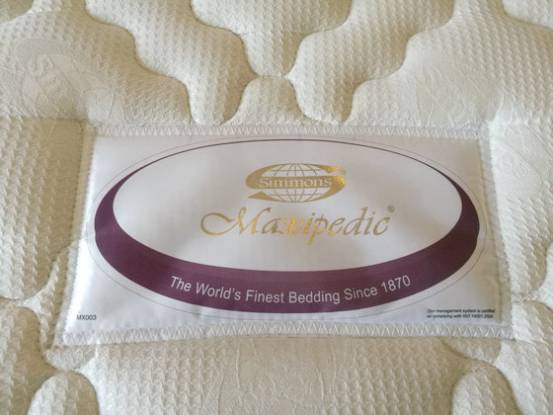 Simmons
Maxipedic®
The World's Finest Bedding Since 1870
MX003